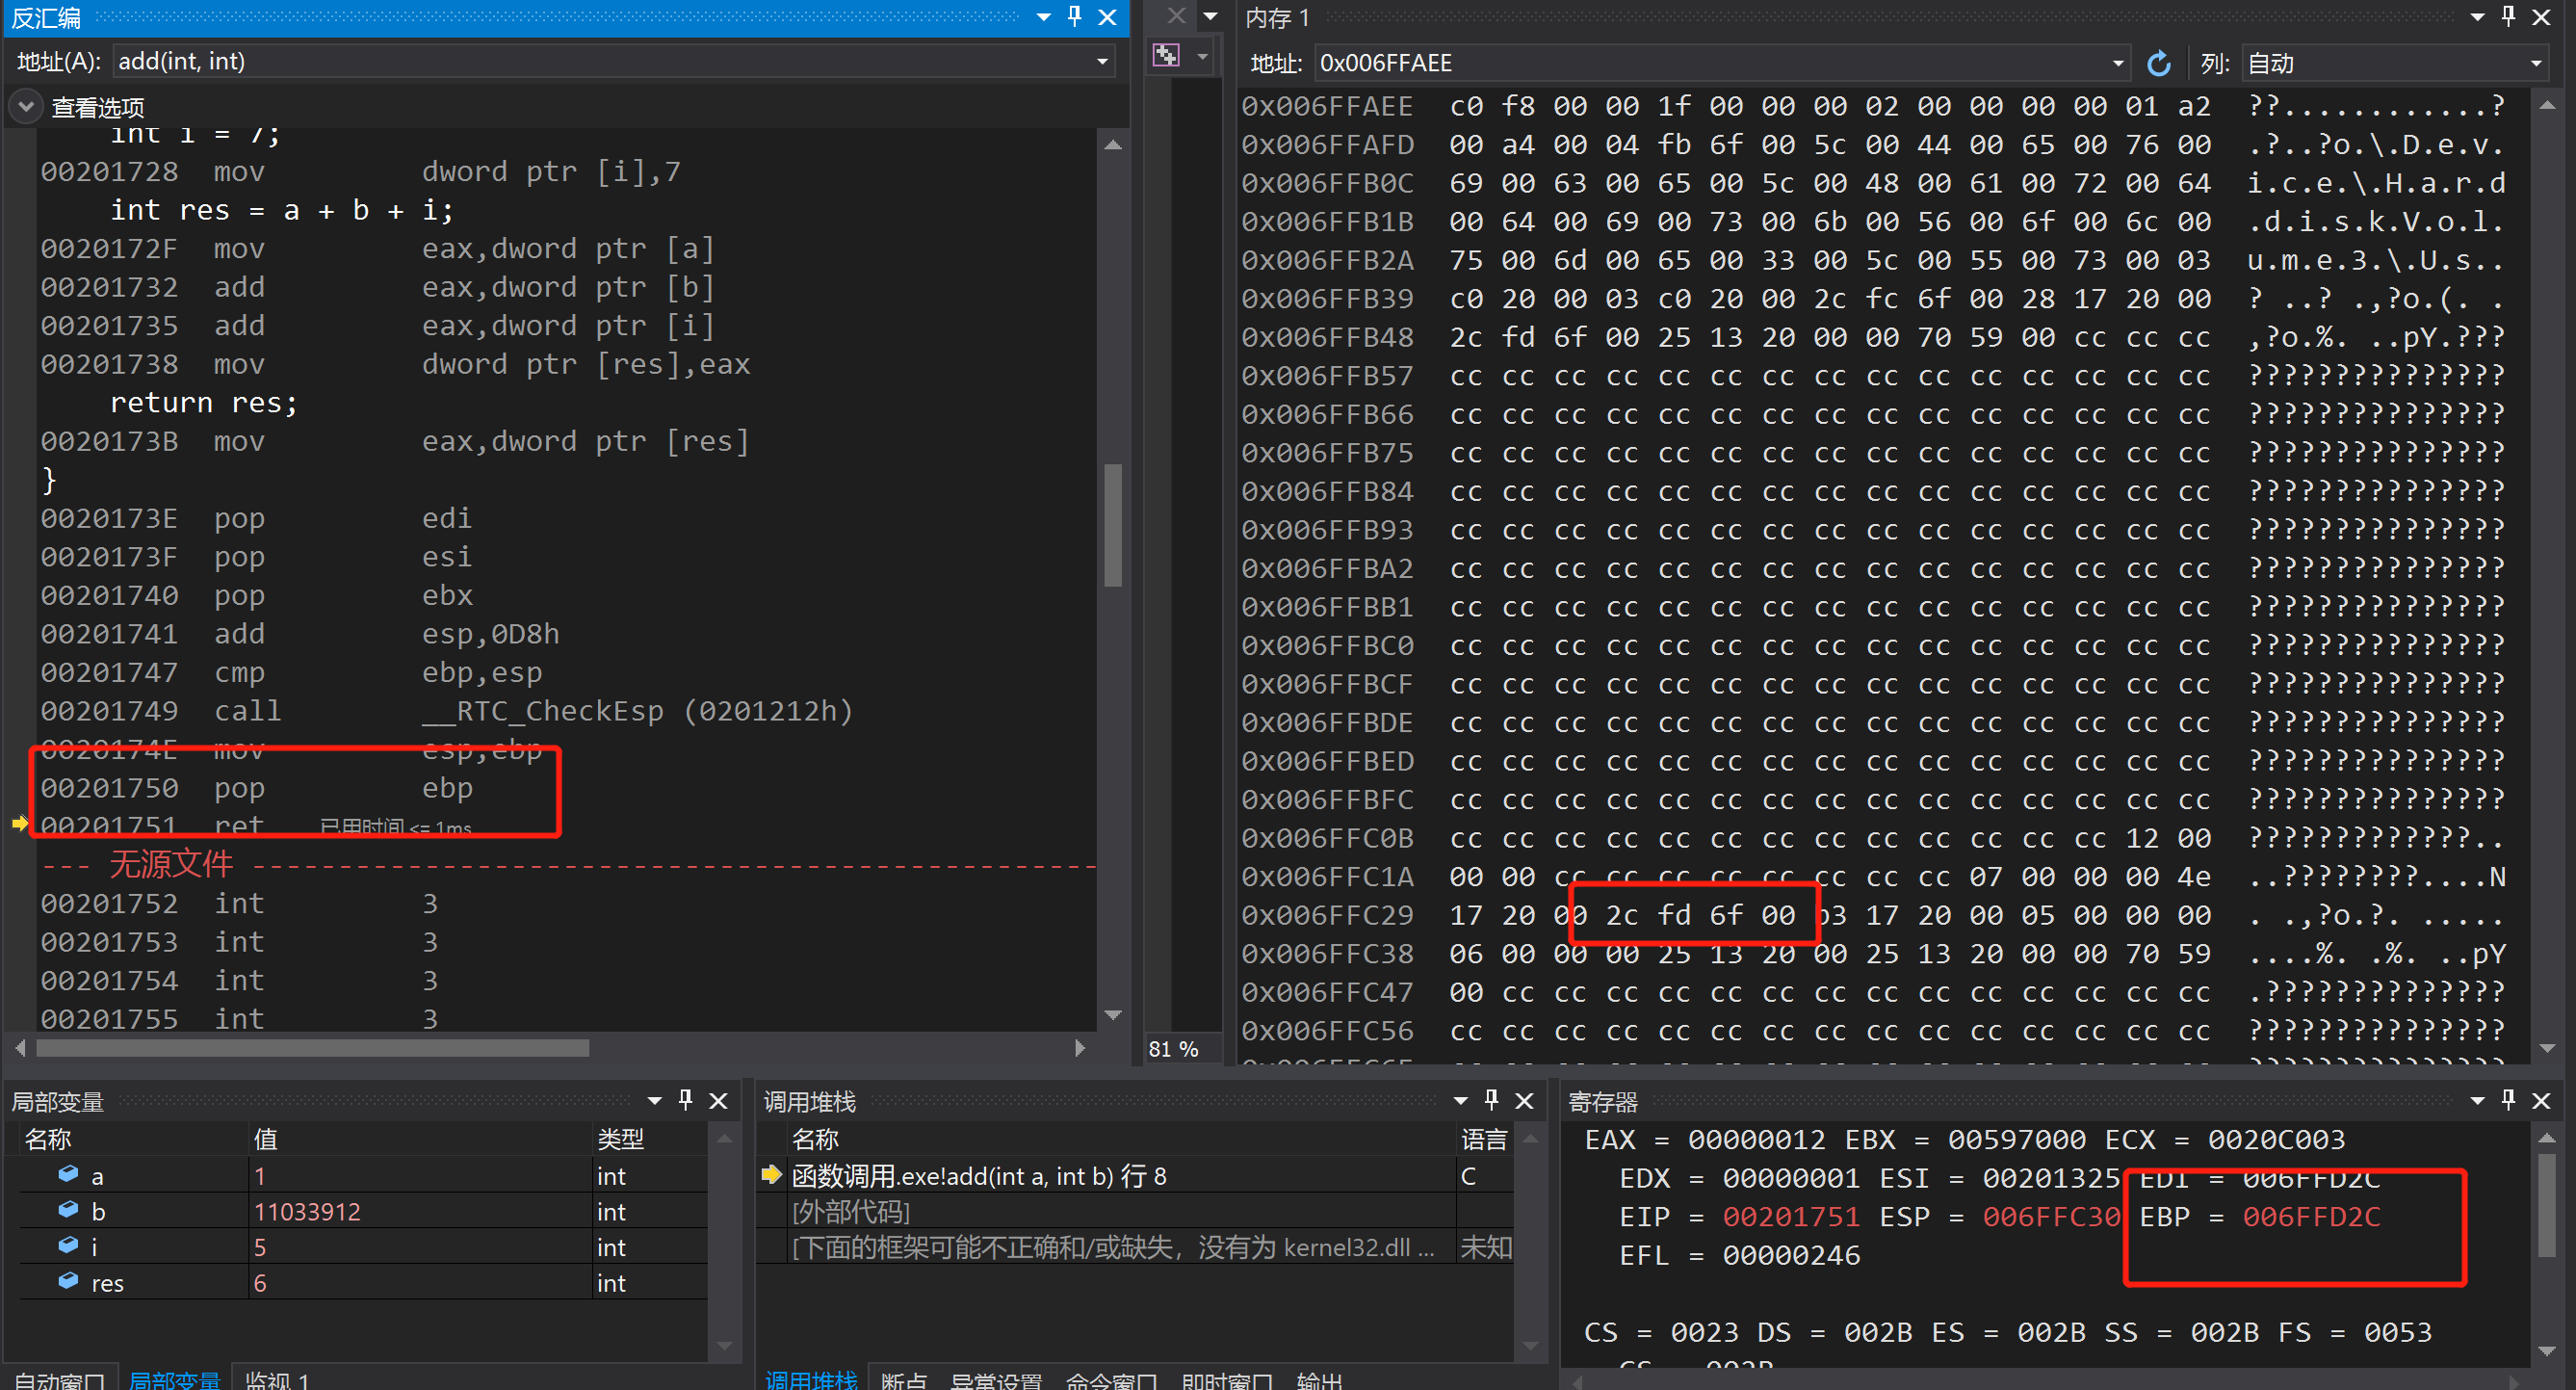 反汇编
地址(A): add(int, int)
查看选项
int i = 7;
00201728 mov dword ptr [i],7
int res = a + b + i;
0020172F mov eax,dword ptr [a]
00201732 add eax,dword ptr [b]
00201735 add eax,dword ptr [i]
00201738 mov dword ptr [res],eax
return res;
0020173B mov eax,dword ptr [res]
}
0020173E pop edi
0020173F pop esi
00201740 pop ebx
00201741 add esp,0D8h
00201747 cmp ebp,esp
00201749 call __RTC_CheckEsp (0201212h)
0020174E mov esp,ebp
00201750 pop ebp
00201751 ret 已用时间 <= 1ms
--- 无源文件 --------------------------------------------------
00201752 int 3
00201753 int 3
00201754 int 3
00201755 int 3
81 %
内存 1
地址: 0x006FFAEE 列: 自动
0x006FFAEE c0 f8 00 00 1f 00 00 00 02 00 00 00 00 01 a2 ??............?
0x006FFAFD 00 a4 00 04 fb 6f 00 5c 00 44 00 65 00 76 00 .?..?o.\.D.e.v.
0x006FFB0C 69 00 63 00 65 00 5c 00 48 00 61 00 72 00 64 i.c.e.\.H.a.r.d
0x006FFB1B 00 64 00 69 00 73 00 6b 00 56 00 6f 00 6c 00 .d.i.s.k.V.o.l.
0x006FFB2A 75 00 6d 00 65 00 33 00 5c 00 55 00 73 00 03 u.m.e.3.\.U.s..
0x006FFB39 c0 20 00 03 c0 20 00 2c fc 6f 00 28 17 20 00 ? ..? .,?o.(. .
0x006FFB48 2c fd 6f 00 25 13 20 00 00 70 59 00 cc cc cc ,?o.%. ..pY.???
0x006FFB57 cc cc cc cc cc cc cc cc cc cc cc cc cc cc cc ???????????????
0x006FFB66 cc cc cc cc cc cc cc cc cc cc cc cc cc cc cc ???????????????
0x006FFB75 cc cc cc cc cc cc cc cc cc cc cc cc cc cc cc ???????????????
0x006FFB84 cc cc cc cc cc cc cc cc cc cc cc cc cc cc cc ???????????????
0x006FFB93 cc cc cc cc cc cc cc cc cc cc cc cc cc cc cc ???????????????
0x006FFBA2 cc cc cc cc cc cc cc cc cc cc cc cc cc cc cc ???????????????
0x006FFBB1 cc cc cc cc cc cc cc cc cc cc cc cc cc cc cc ???????????????
0x006FFBC0 cc cc cc cc cc cc cc cc cc cc cc cc cc cc cc ???????????????
0x006FFBCF cc cc cc cc cc cc cc cc cc cc cc cc cc cc cc ???????????????
0x006FFBDE cc cc cc cc cc cc cc cc cc cc cc cc cc cc cc ???????????????
0x006FFBED cc cc cc cc cc cc cc cc cc cc cc cc cc cc cc ???????????????
0x006FFBFC cc cc cc cc cc cc cc cc cc cc cc cc cc cc cc ???????????????
0x006FFC0B cc cc cc cc cc cc cc cc cc cc cc cc cc 12 00 ?????????????..
0x006FFC1A 00 00 cc cc cc cc cc cc cc cc 07 00 00 00 4e ..????????....N
0x006FFC29 17 20 00 2c fd 6f 00 b3 17 20 00 05 00 00 00 . .,?o.?. .....
0x006FFC38 06 00 00 00 25 13 20 00 25 13 20 00 00 70 59 ....%. .%. ..pY
0x006FFC47 00 cc cc cc cc cc cc cc cc cc cc cc cc cc cc .??????????????
0x006FFC56 cc cc cc cc cc cc cc cc cc cc cc cc cc cc cc ???????????????
局部变量
名称 值 类型
a 1 int
b 11033912 int
i 5 int
res 6 int
自动窗口 局部变量 监视 1
调用堆栈
名称 语言
函数调用.exe!add(int a, int b) 行 8 C
[外部代码]
[下面的框架可能不正确和/或缺失，没有为 kernel32.dll ... 未知
调用堆栈 断点 异常设置 命令窗口 即时窗口 输出
寄存器
EAX = 00000012 EBX = 00597000 ECX = 0020C003
EDX = 00000001 ESI = 00201325 EDI = 006FFD2C
EIP = 00201751 ESP = 006FFC30 EBP = 006FFD2C
EFL = 00000246
CS = 0023 DS = 002B ES = 002B SS = 002B FS = 0053